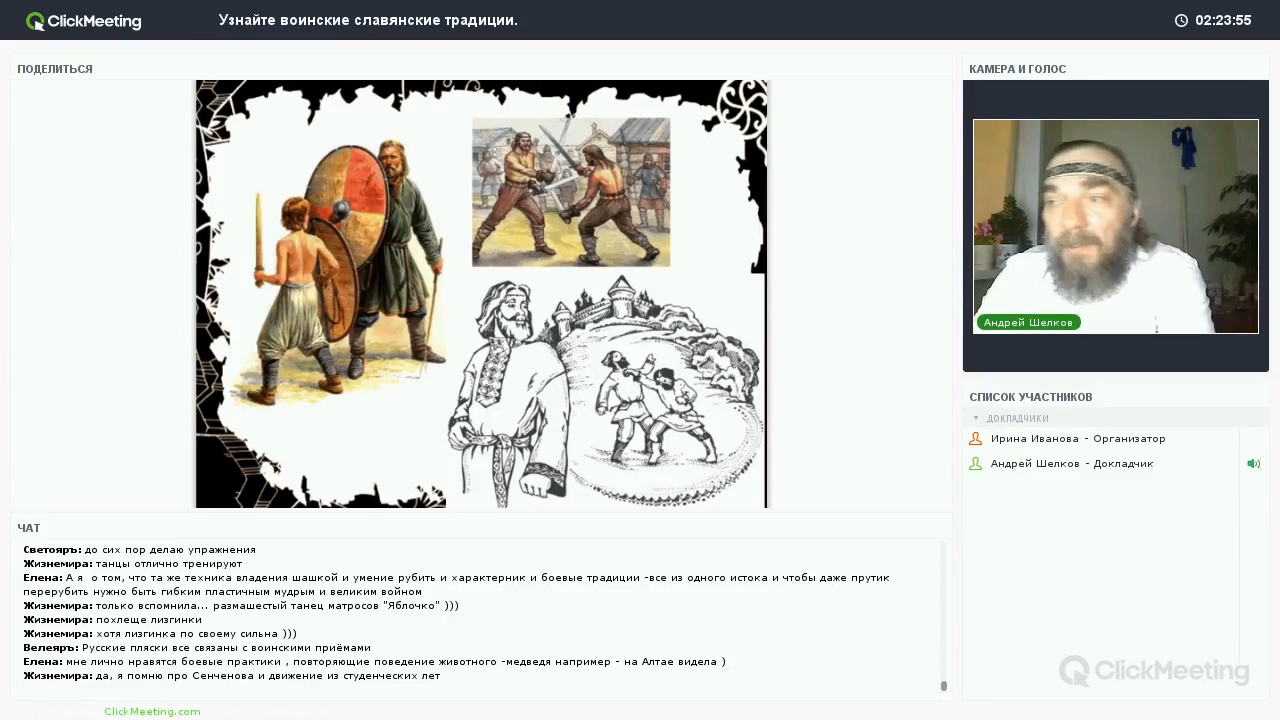 ClickMeeting
Узнайте воинские славянские традиции.
02:23:55
ПОДЕЛИТЬСЯ
КАМЕРА И ГОЛОС
Андрей Шелков
СПИСОК УЧАСТНИКОВ
ДОКЛАДЧИКИ
Ирина Иванова - Организатор
Андрей Шелков - Докладчик
ЧАТ
Светояръ: до сих пор делаю упражнения
Жизнемира: танцы отлично тренируют
Елена: А я о том, что та же техника владения шашкой и умение рубить и характерник и боевые традиции -все из одного истока и чтобы даже прутик
перерубить нужно быть гибким пластичным мудрым и великим войном
Жизнемира: только вспомнила... размашестый танец матросов "Яблочко" )))
Жизнемира: похлеще лизгинки
Жизнемира: хотя лизгинка по своему сильна )))
Велеяръ: Русские пляски все связаны с воинскими приёмами
Елена: мне лично нравятся боевые практики , повторяющие поведение животного -медведя например - на Алтае видела )
Жизнемира: да, я помню про Сенченова и движение из студенческих лет
ClickMeeting
ClickMeeting.com